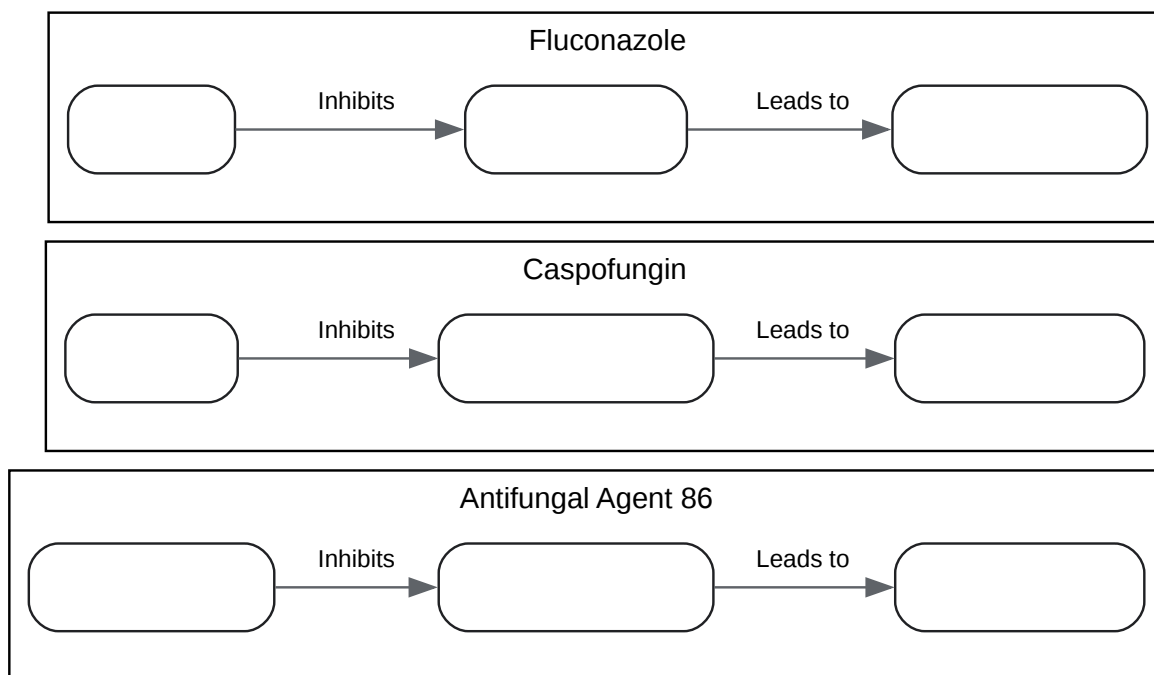 Fluconazole
Inhibits
Leads to
Caspofungin
Inhibits
Leads to
Antifungal Agent 86
Inhibits
Leads to